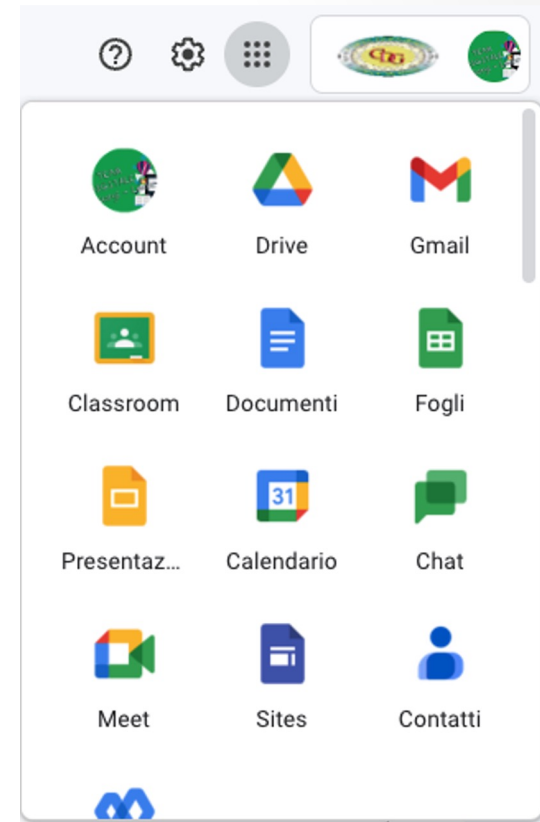 Account
Drive
Gmail
Classroom
Documenti
Fogli
Presentaz...
Calendario
31
Chat
Meet
Sites
Contatti